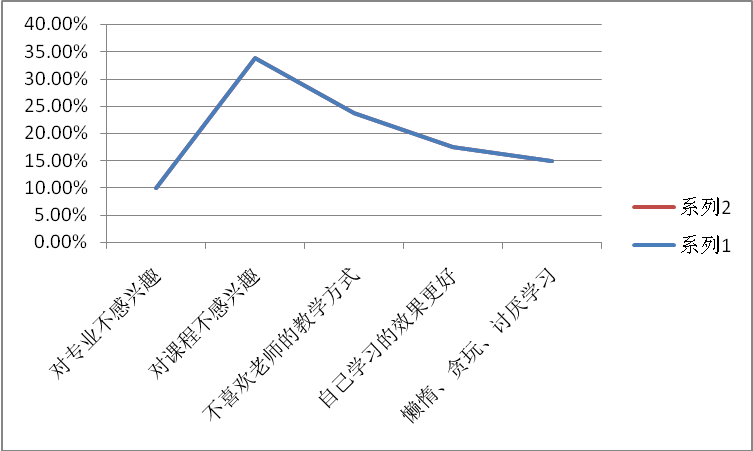 40.00%
35.00%
30.00%
25.00%
20.00%
15.00%
10.00%
5.00%
0.00%
对专业不感兴趣
对课程不感兴趣
不喜欢老师的教学方式
自己学习的效果更好
懒惰、贪玩、讨厌学习
系列2
系列1